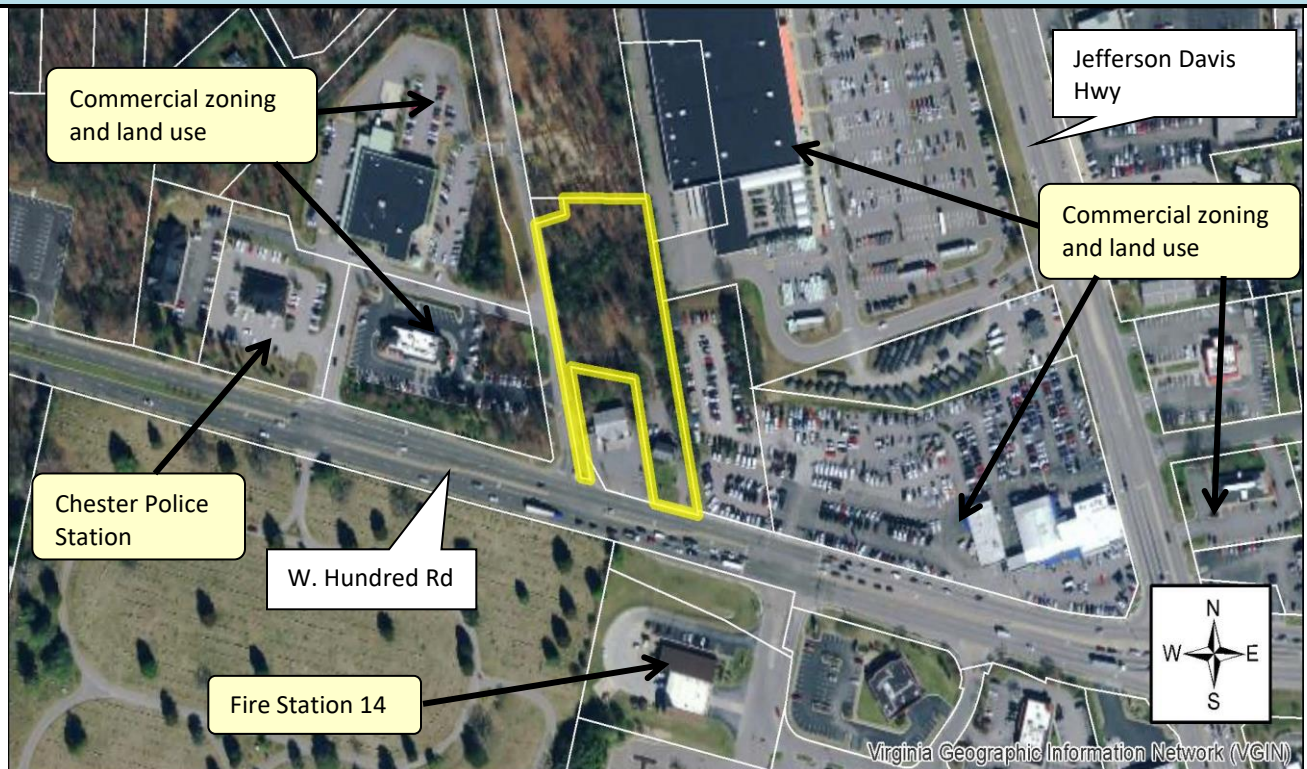 Commercial zoning
and land use
Jefferson Davis
Hwy
Commercial zoning
and land use
Chester Police
Station
W. Hundred Rd
Fire Station 14
N
W
E
S
Virginia Geographic Information Network (VGIN)